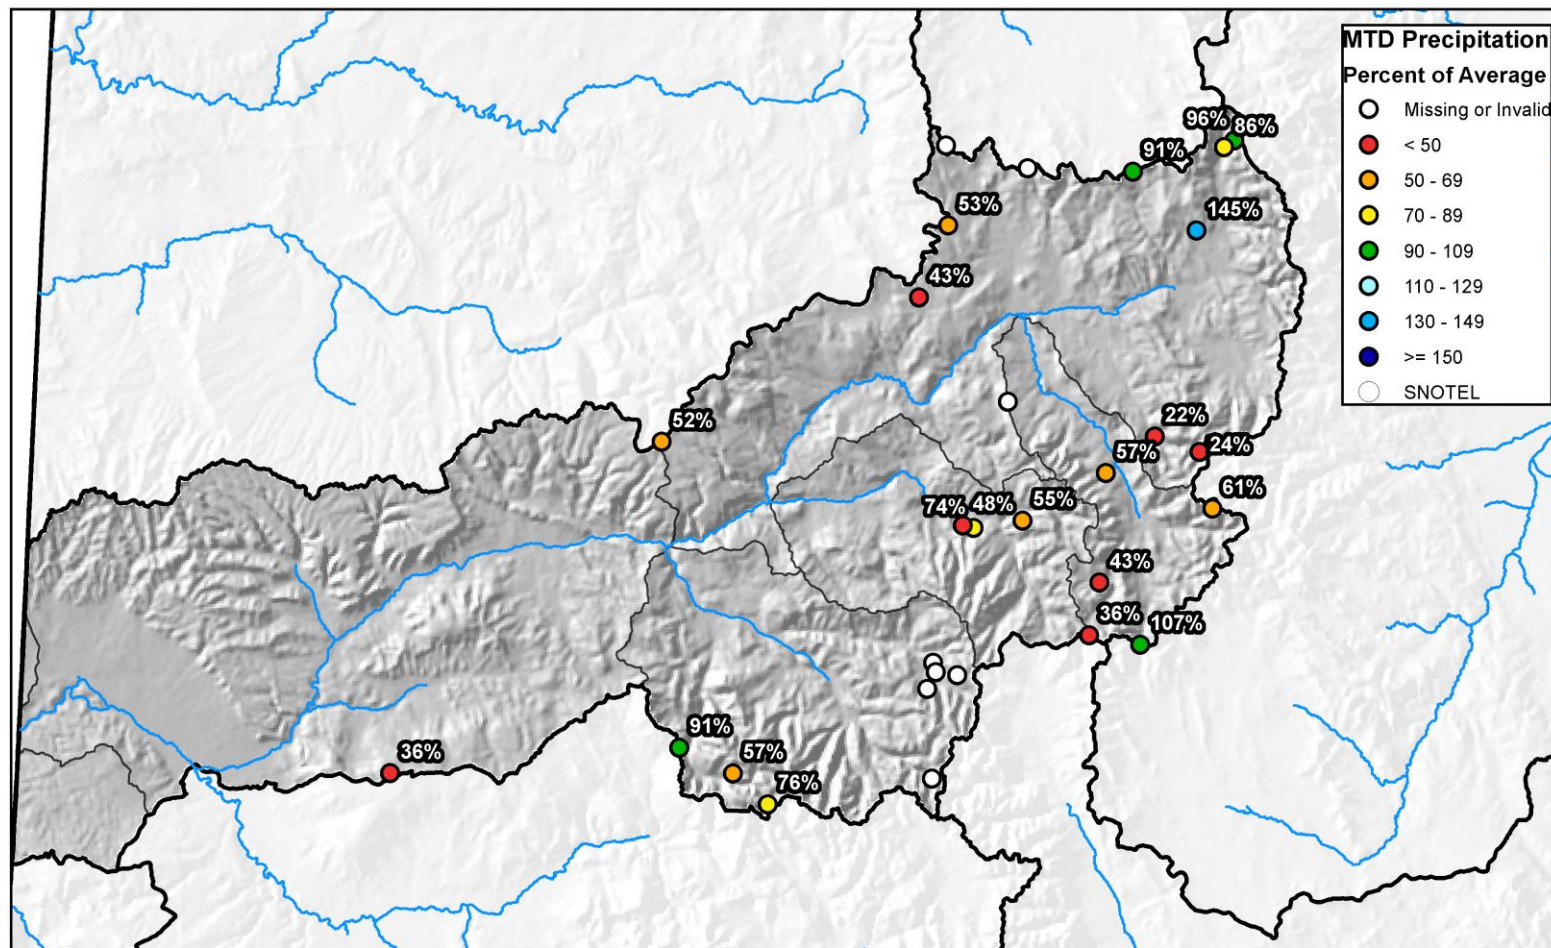 MTD Precipitation
Percent of Average
Missing or Invalid
< 50
50 - 69
70 - 89
90 - 109
110 - 129
130 - 149
>= 150
SNOTEL
96%
86%
91%
145%
53%
43%
52%
22%
24%
57%
61%
74%
48%
55%
43%
36%
107%
91%
57%
76%
36%